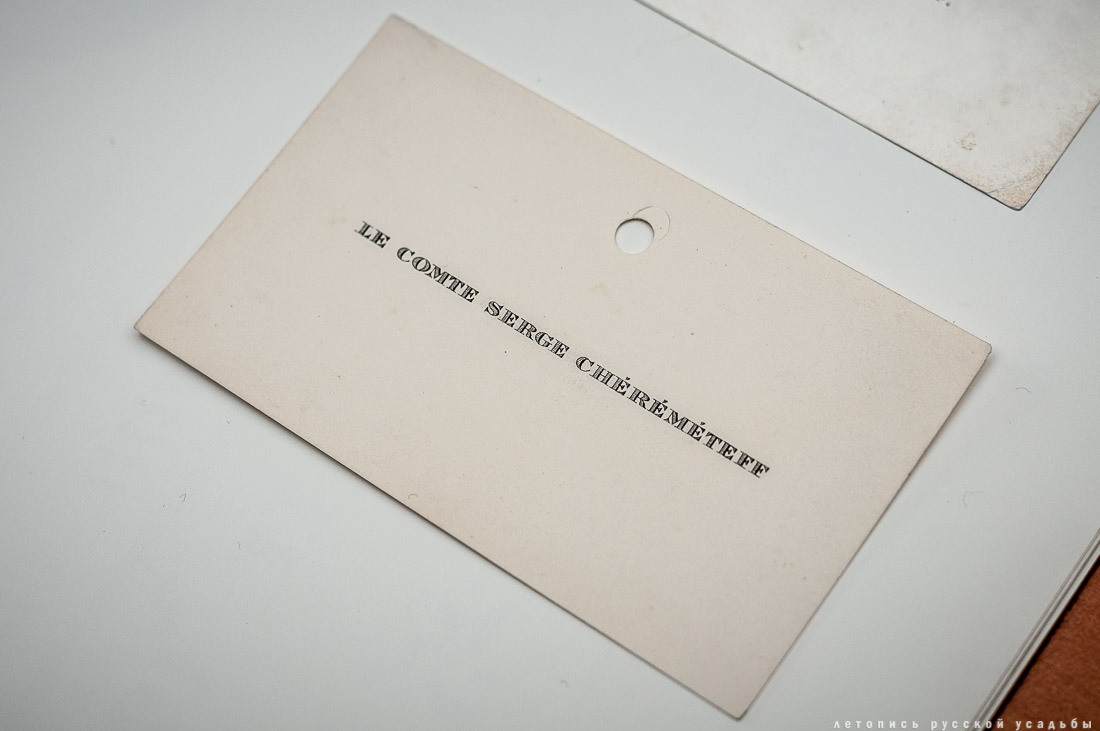 LE COMTE SERGE CHÉRÉMÉTEFF
летопись русской усадьбы